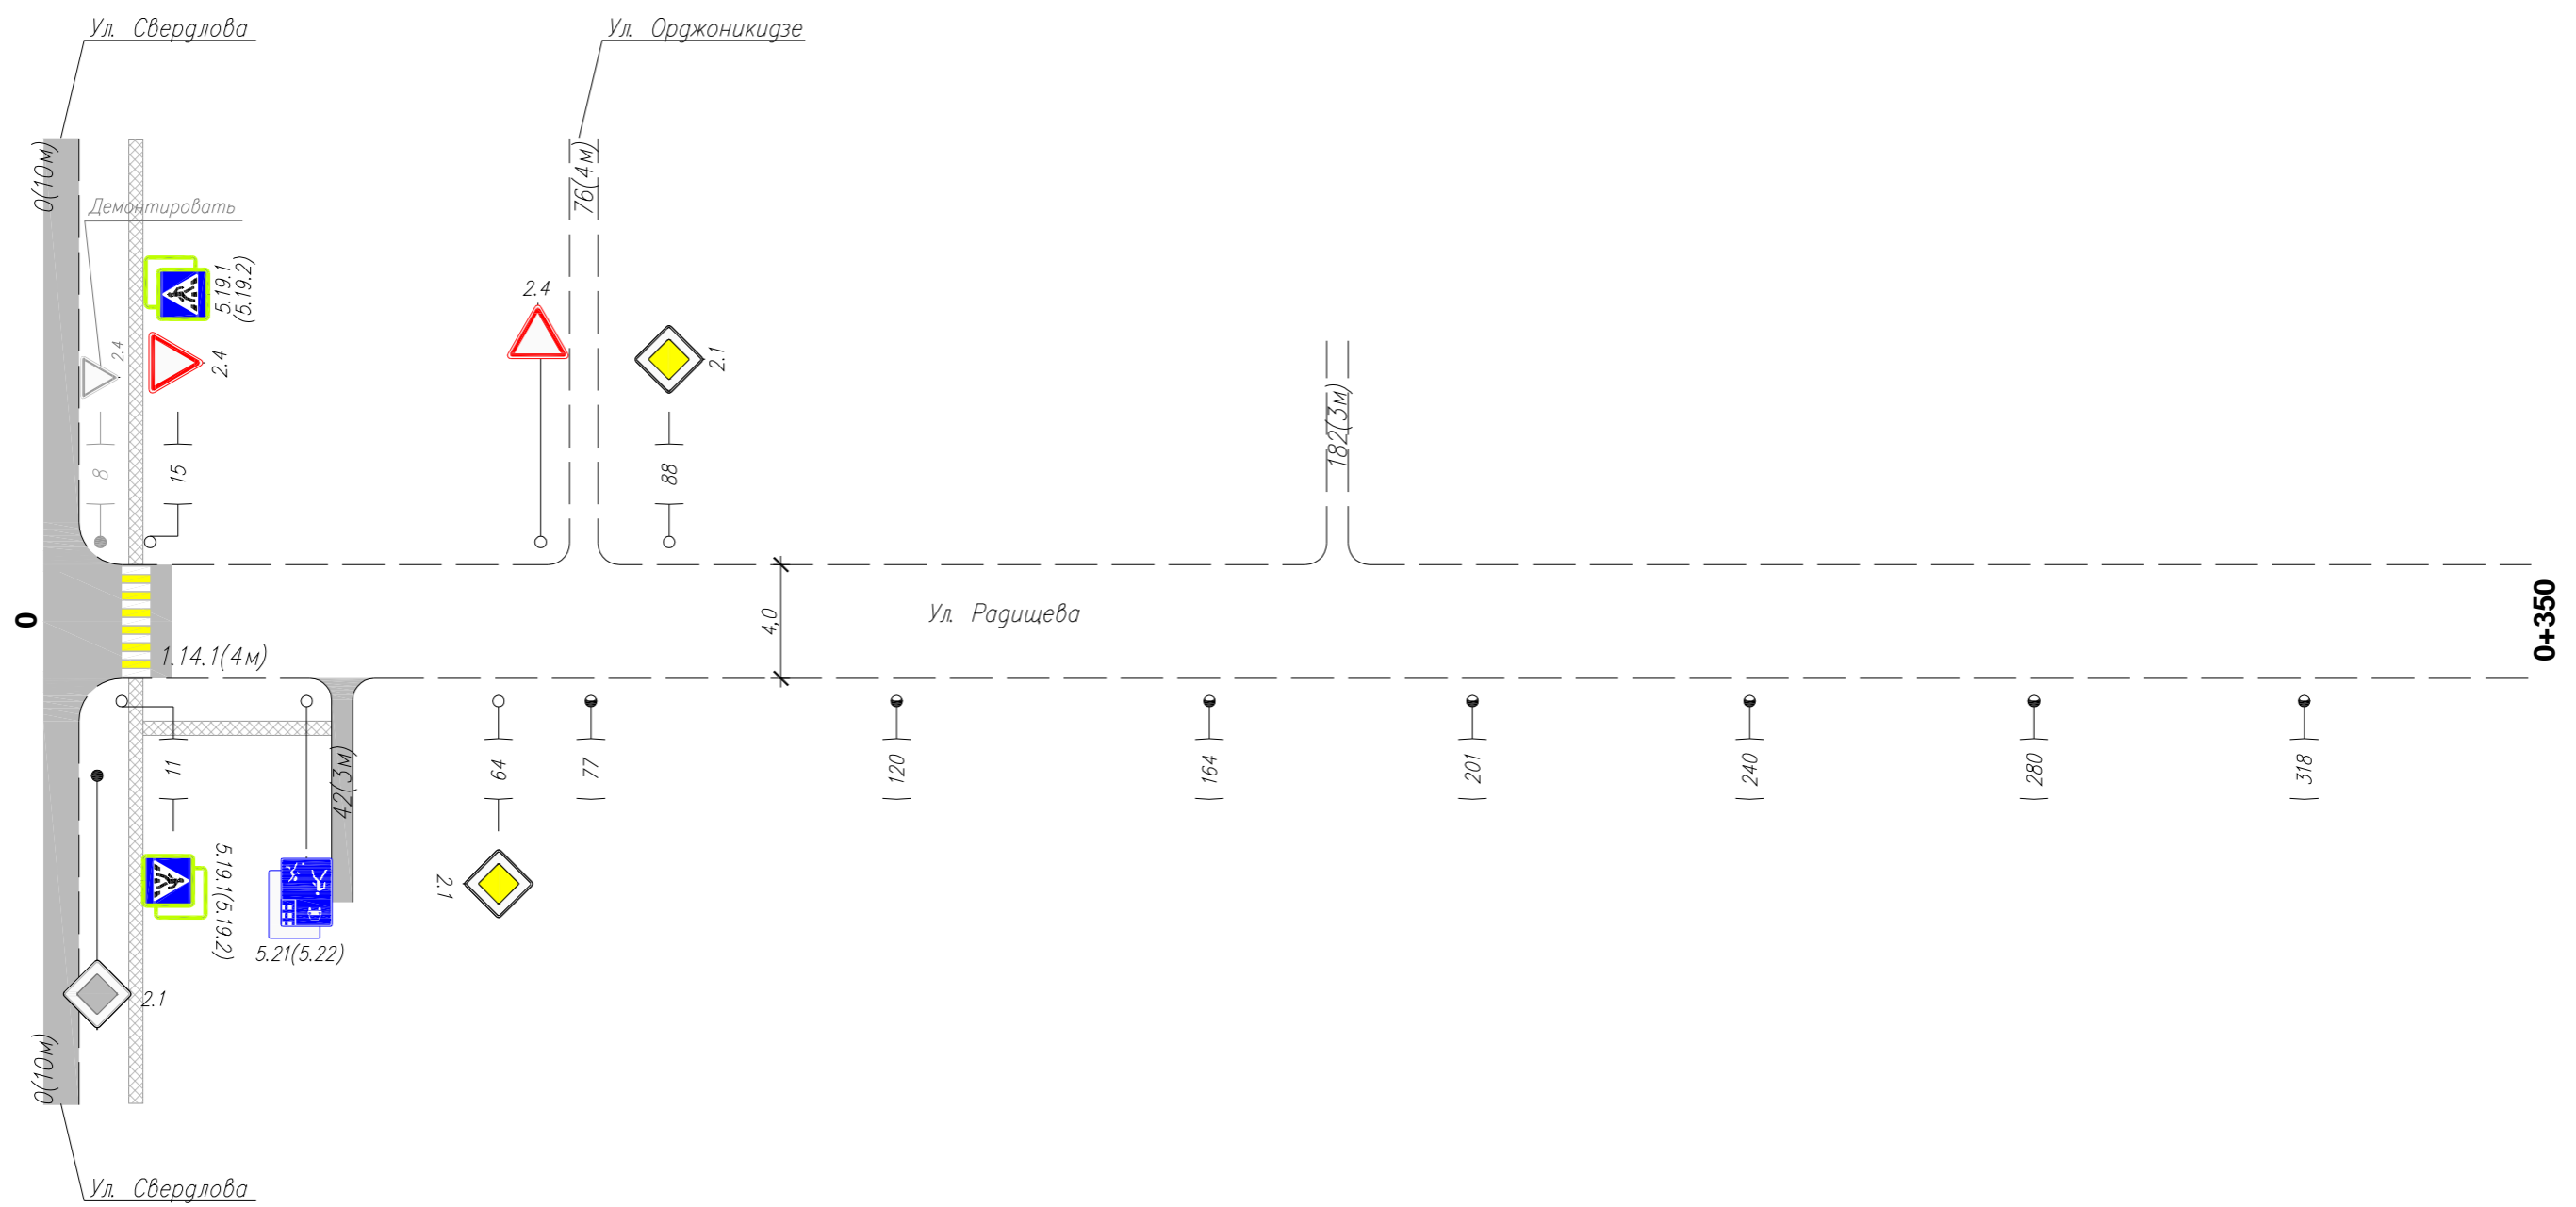 Ул. Свердлова
Ул. Орджоникидзе
0(10м)
76(4м)
Демонтировать
5.19.1
(5.19.2)
2.4
2.4
2.4
2.1
182(3м)
8
15
88
0
4,0
Ул. Радищева
0+350
1.14.1(4м)
11
42(3м)
64
77
120
164
201
240
280
318
5.19.1(5.19.2)
2.1
5.21(5.22)
2.1
0(10м)
Ул. Свердлова